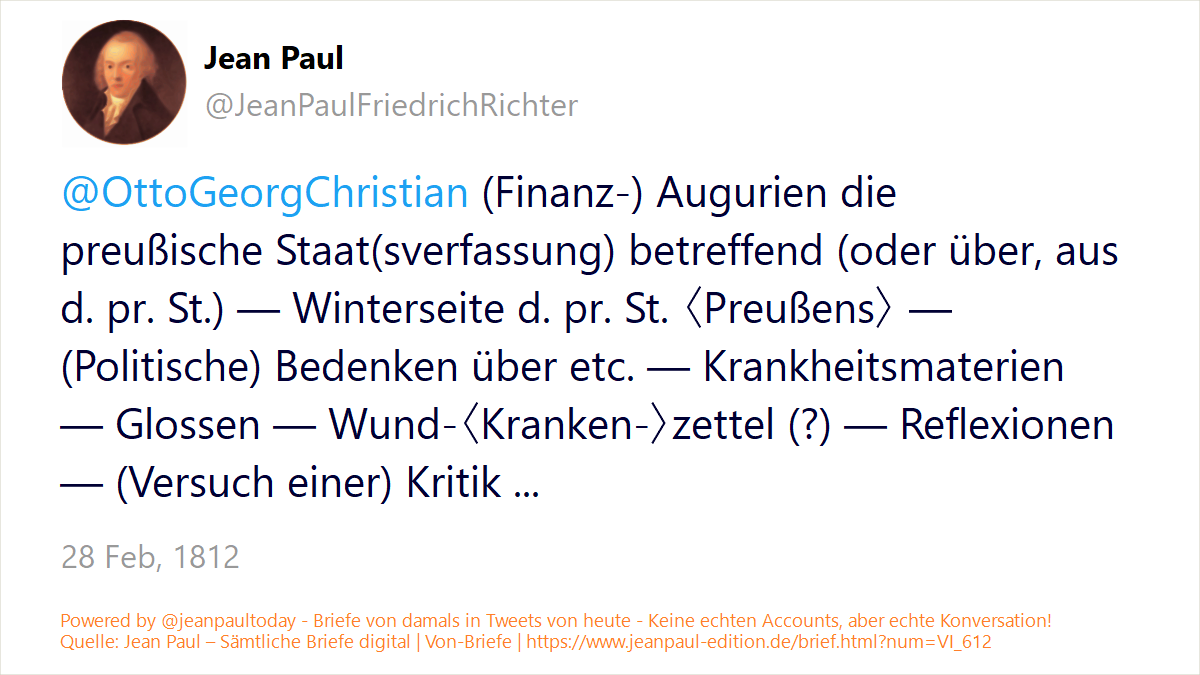 Jean Paul
@JeanPaulFriedrichRichter
@OttoGeorgChristian (Finanz-) Augurien die
preußische Staat(sverfassung) betreffend (oder über, aus
d. pr. St.) — Winterseite d. pr. St. 〈Preußens〉 —
(Politische) Bedenken über etc. — Krankheitsmaterien
— Glossen — Wund-〈Kranken-〉zettel (?) — Reflexionen
— (Versuch einer) Kritik ...
28 Feb, 1812
Powered by @jeanpaultoday - Briefe von damals in Tweets von heute - Keine echten Accounts, aber echte Konversation!
Quelle: Jean Paul – Sämtliche Briefe digital | Von-Briefe | https://www.jeanpaul-edition.de/brief.html?num=VI_612